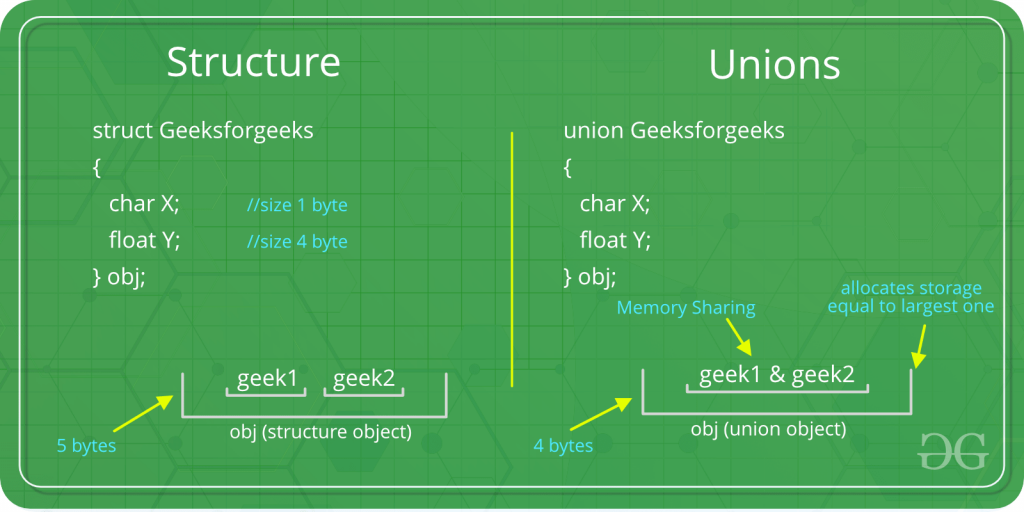 Structure
struct Geeksforgeeks
{
char X; //size 1 byte
float Y; //size 4 byte
} obj;
geek1 geek2
obj (structure object)
5 bytes
Unions
union Geeksforgeeks
{
char X;
float Y;
} obj;
Memory Sharing
allocates storage
equal to largest one
geek1 & geek2
obj (union object)
4 bytes